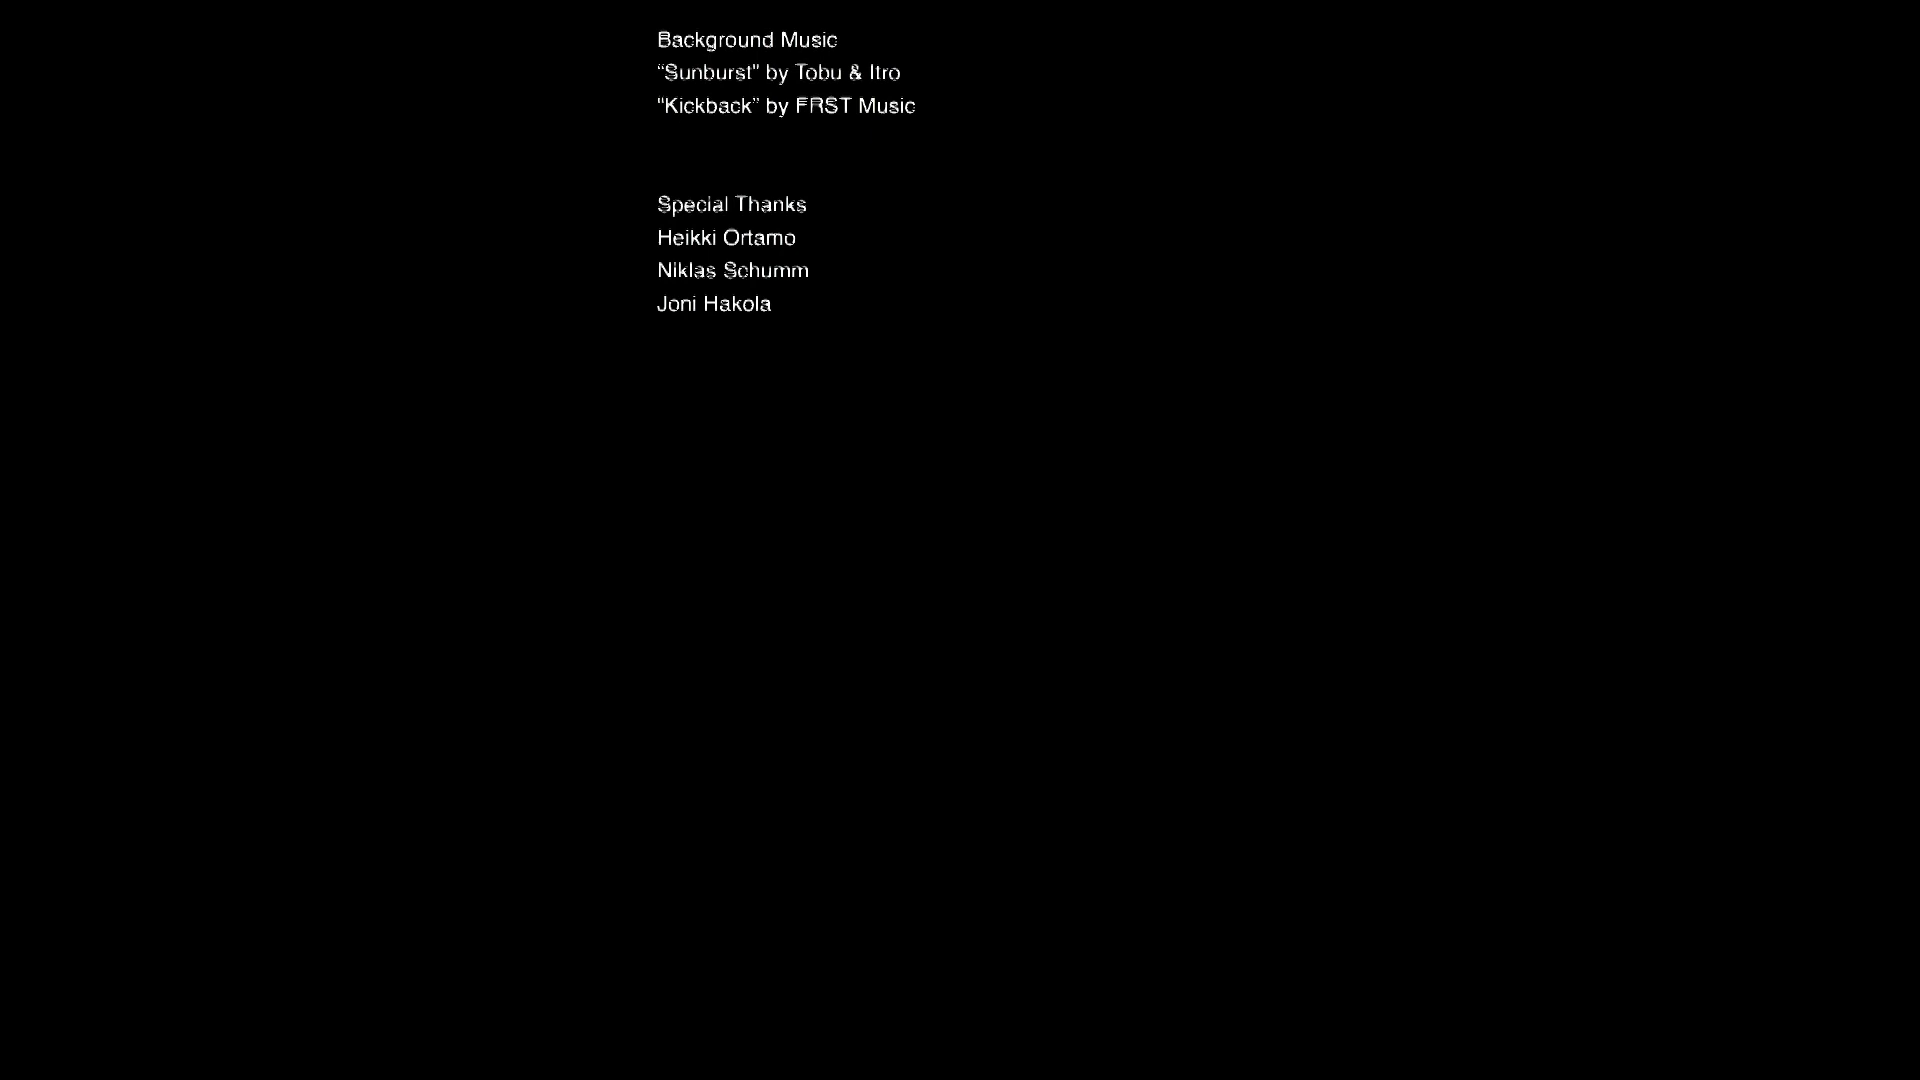 Background Music
“Sunburst" by Tobu & Itro
"Kickback” by FRST Music
Special Thanks
Heikki Ortamo
Niklas Schumm
Joni Hakola